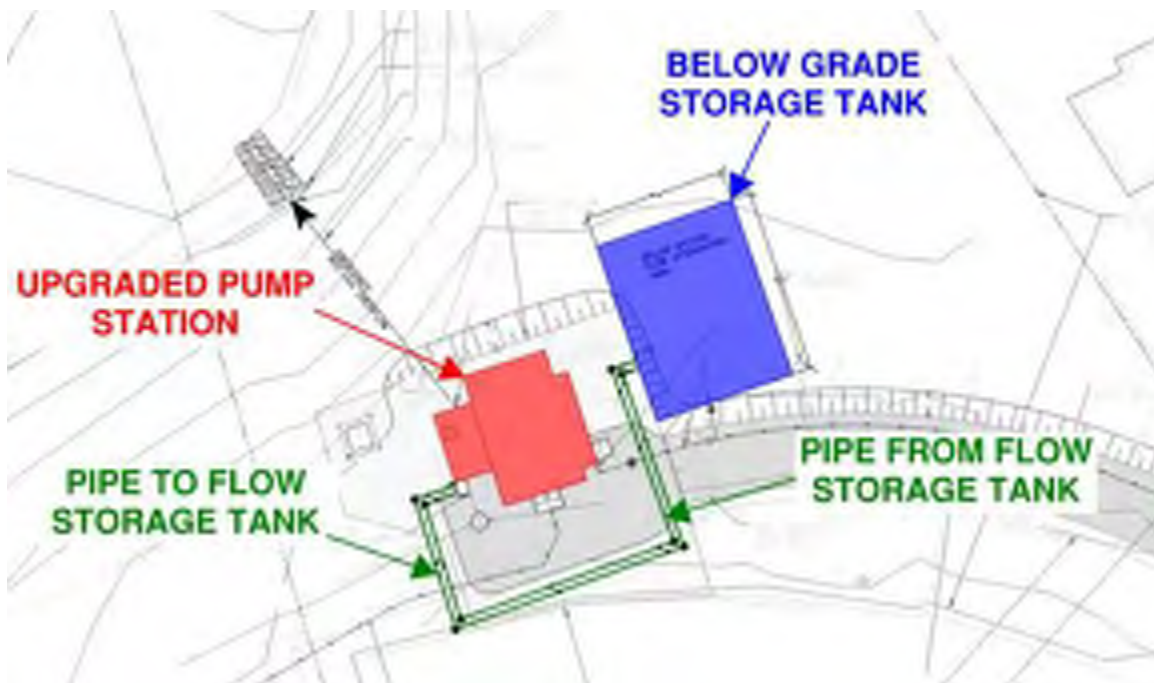 BELOW GRADE
STORAGE TANK
UPGRADED PUMP
STATION
PIPE TO FLOW
STORAGE TANK
PIPE FROM FLOW
STORAGE TANK